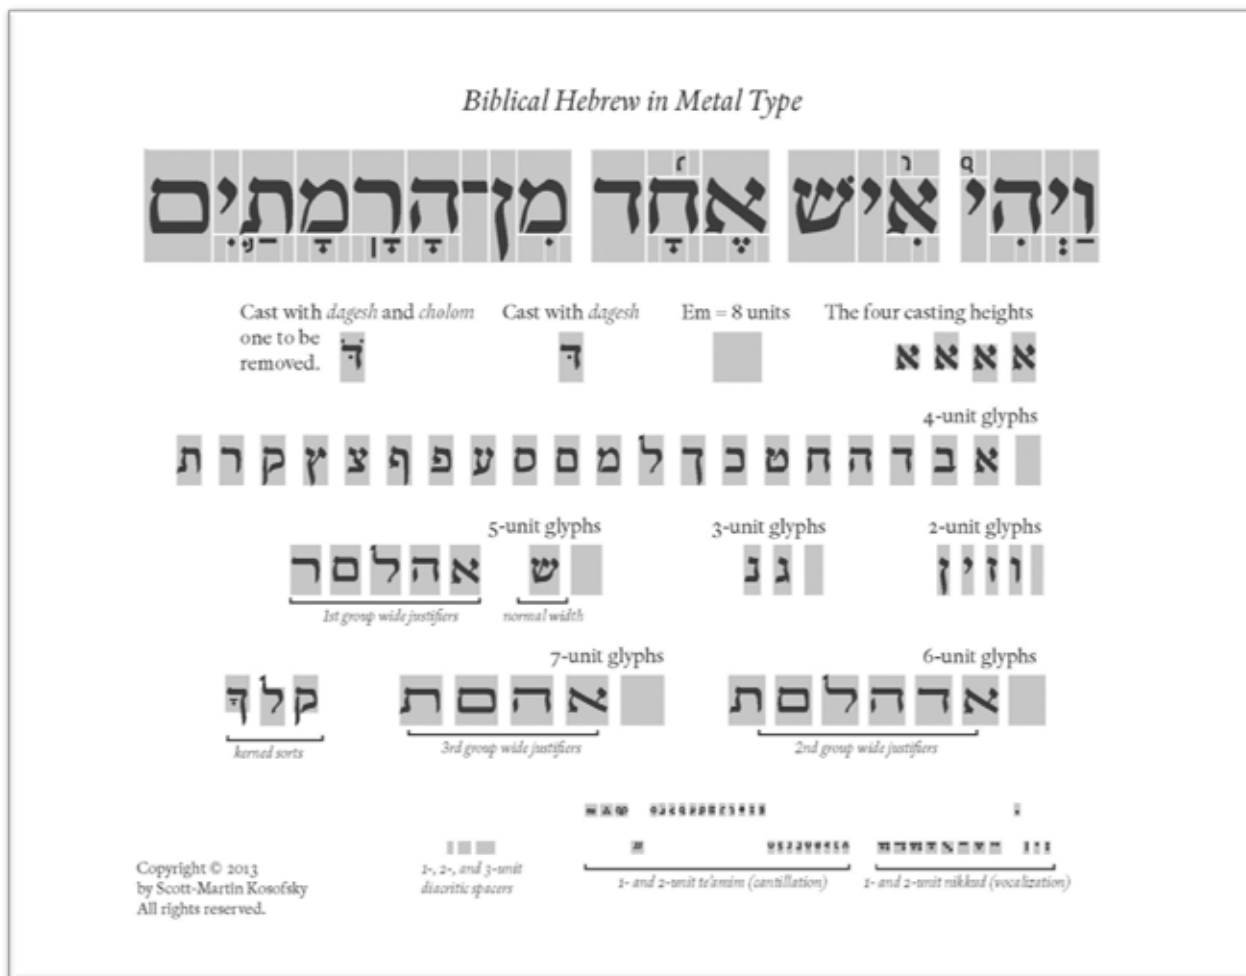 Biblical Hebrew in Metal Type
וַיְהִי֩ אִ֨ישׁ אֶחָ֜ד מִן־הָרָֽמָתַ֛יִם
Cast with dagesh and cholom
one to be
removed.
דֹּ
Cast with dagesh
דּ
Em = 8 units
The four casting heights
א א א א
4-unit glyphs
א ב ד ה ח ט כ ך ל מ ם ס ע פ ף צ ץ ק ר ת
5-unit glyphs
א ה ל ם ר
ש
1st group wide justifiers
normal width
3-unit glyphs
ג נ
2-unit glyphs
ו ז י ן
ק ל ךָ
kerned sorts
7-unit glyphs
א ה ם ת
3rd group wide justifiers
6-unit glyphs
א ד ה ל ם ת
2nd group wide justifiers
Copyright © 2013
by Scott-Martin Kosofsky
All rights reserved.
1-, 2-, and 3-unit
diacritic spacers
1- and 2-unit te'amim (cantillation)
1- and 2-unit nikkud (vocalization)